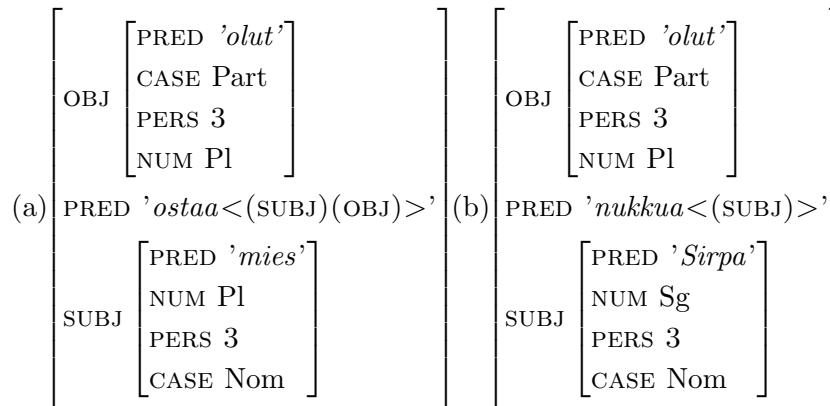 (a)
OBJ
PRED 'olut'
CASE Part
PERS 3
NUM Pl
PRED 'ostaa<(SUBJ)(OBJ)>'
SUBJ
PRED 'mies'
NUM Pl
PERS 3
CASE Nom
(b)
OBJ
PRED 'olut'
CASE Part
PERS 3
NUM Pl
PRED 'nukkua<(SUBJ)>'
SUBJ
PRED 'Sirpa'
NUM Sg
PERS 3
CASE Nom